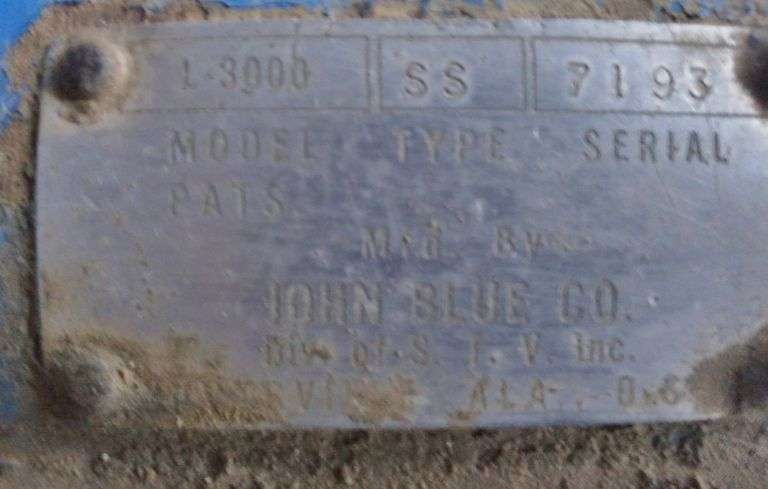 L-3000 SS 7193
MODEL TYPE SERIAL
PATS.
Mfd. By
JOHN BLUE CO.
Div. of S. I. V. Inc.
ALA.